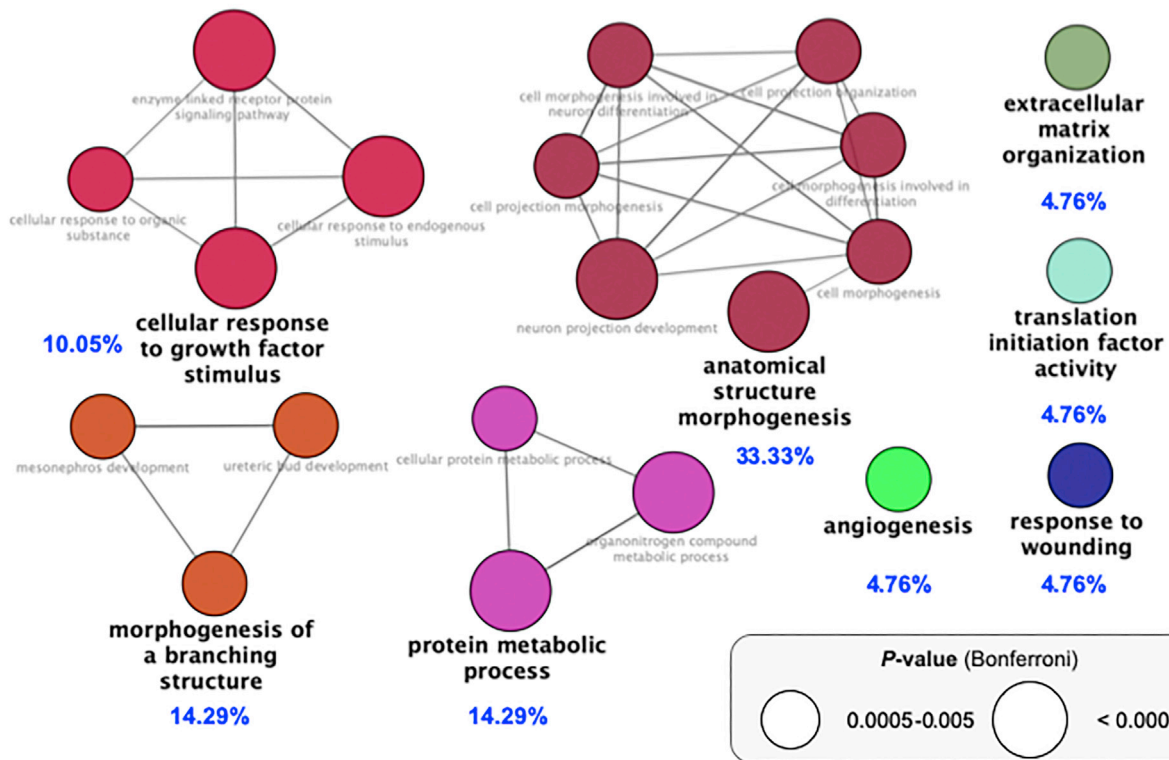 enzyme linked receptor protein
signaling pathway
cellular response to organic
substance
cellular response to endogenous
stimulus
10.05%
cellular response
to growth factor
stimulus
cell morphogenesis involved in
neuron differentiation
cell projection organization
cell projection morphogenesis
cell morphogenesis involved in
differentiation
neuron projection development
cell morphogenesis
anatomical
structure
morphogenesis
33.33%
extracellular
matrix
organization
4.76%
translation
initiation factor
activity
4.76%
mesonephros development
ureteric bud development
morphogenesis of
a branching
structure
14.29%
cellular protein metabolic process
organonitrogen compound
metabolic process
protein metabolic
process
14.29%
angiogenesis
4.76%
response to
wounding
4.76%
P-value (Bonferroni)
0.0005-0.005
< 0.000